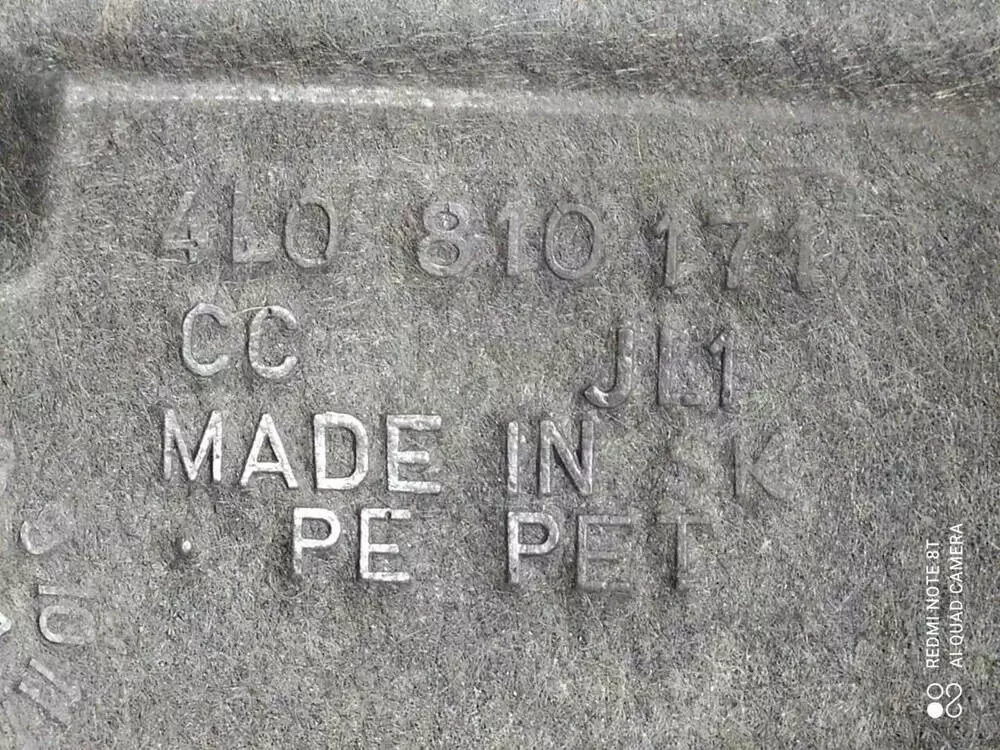 4L0 810 171
CC JL1
MADE IN SK
PE PET
REDMI NOTE 8T
AI QUAD CAMERA